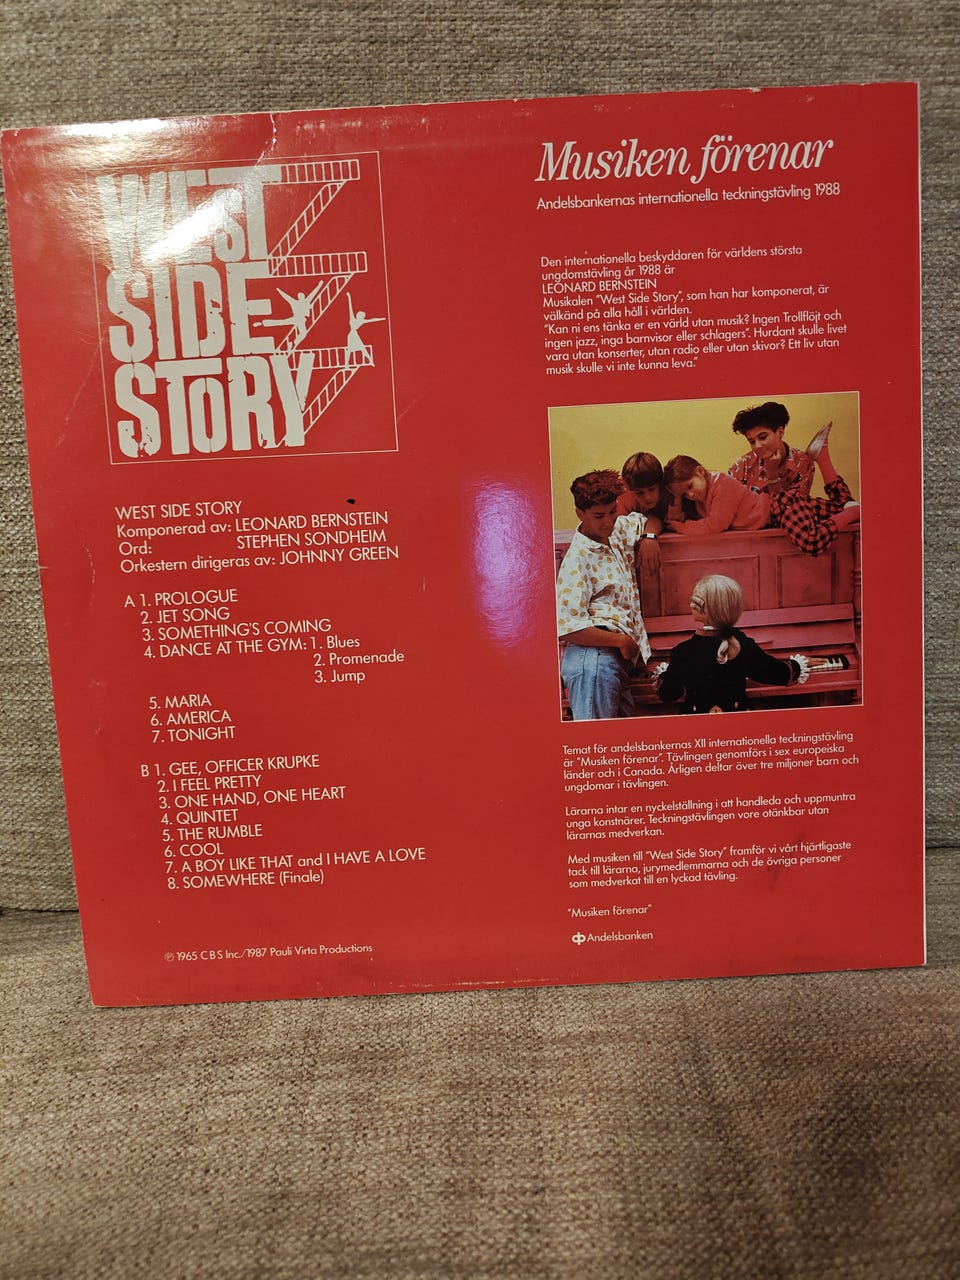 WEST
SIDE
STORY
WEST SIDE STORY
Komponerad av: LEONARD BERNSTEIN
Ord: STEPHEN SONDHEIM
Orkestern dirigeras av: JOHNNY GREEN
A 1. PROLOGUE
2. JET SONG
3. SOMETHING'S COMING
4. DANCE AT THE GYM: 1. Blues
2. Promenade
3. Jump
5. MARIA
6. AMERICA
7. TONIGHT
B 1. GEE, OFFICER KRUPKE
2. I FEEL PRETTY
3. ONE HAND, ONE HEART
4. QUINTET
5. THE RUMBLE
6. COOL
7. A BOY LIKE THAT and I HAVE A LOVE
8. SOMEWHERE (Finale)
℗ 1965 CBS Inc./1987 Pauli Virta Productions
Musiken förenar
Andelsbankernas internationella teckningstävling 1988
Den internationella beskyddaren för världens största
ungdomstävling år 1988 är
LEONARD BERNSTEIN
Musikalen "West Side Story", som han har komponerat, är
välkänd på alla håll i världen.
"Kan ni ens tänka er en värld utan musik? Ingen Trollflöjt och
ingen jazz, inga barnvisor eller schlagers". Hurdant skulle livet
vara utan konserter, utan radio eller utan skivor? Ett liv utan
musik skulle vi inte kunna leva."
Temat för andelsbankernas XII internationella teckningstävling
är "Musiken förenar". Tävlingen genomförs i sex europeiska
länder och i Canada. Årligen deltar över tre miljoner barn och
ungdomar i tävlingen.
Lärarna intar en nyckelställning i att handleda och uppmuntra
unga konstnärer. Teckningstävlingen vore otänkbar utan
lärarnas medverkan.
Med musiken till "West Side Story" framför vi vårt hjärtligaste
tack till lärarna, jurymedlemmarna och de övriga personer
som medverkat till en lyckad tävling.
"Musiken förenar"
Andelsbanken